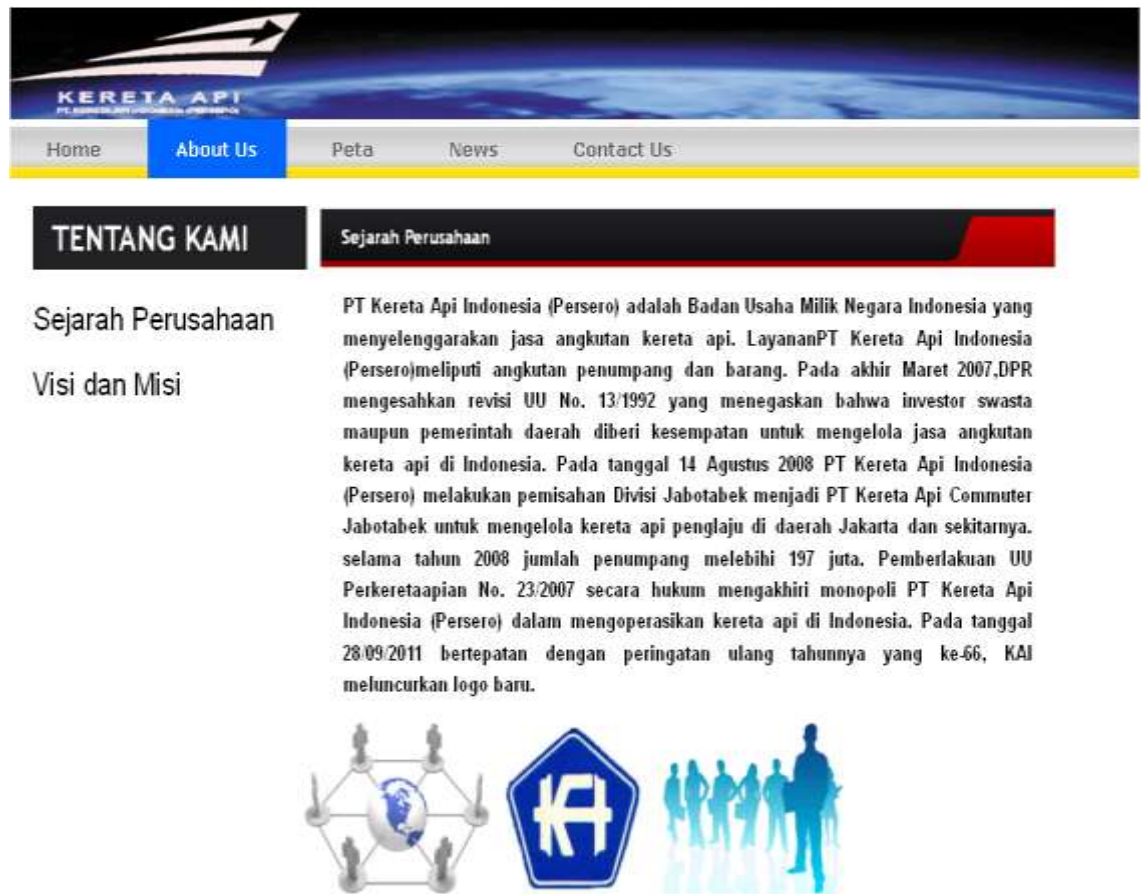 KERETA API
PT. KERETA API INDONESIA (PERSERO)
Home About Us Peta News Contact Us
TENTANG KAMI
Sejarah Perusahaan
Visi dan Misi
Sejarah Perusahaan
PT Kereta Api Indonesia (Persero) adalah Badan Usaha Milik Negara Indonesia yang
menyelenggarakan jasa angkutan kereta api. LayananPT Kereta Api Indonesia
(Persero)meliputi angkutan penumpang dan barang. Pada akhir Maret 2007,DPR
mengesahkan revisi UU No. 13/1992 yang menegaskan bahwa investor swasta
maupun pemerintah daerah diberi kesempatan untuk mengelola jasa angkutan
kereta api di Indonesia. Pada tanggal 14 Agustus 2008 PT Kereta Api Indonesia
(Persero) melakukan pemisahan Divisi Jabotabek menjadi PT Kereta Api Commuter
Jabotabek untuk mengelola kereta api penglaju di daerah Jakarta dan sekitarnya.
selama tahun 2008 jumlah penumpang melebihi 197 juta. Pemberlakuan UU
Perkeretaapian No. 23/2007 secara hukum mengakhiri monopoli PT Kereta Api
Indonesia (Persero) dalam mengoperasikan kereta api di Indonesia. Pada tanggal
28/09/2011 bertepatan dengan peringatan ulang tahunnya yang ke-66, KAI
meluncurkan logo baru.
KA